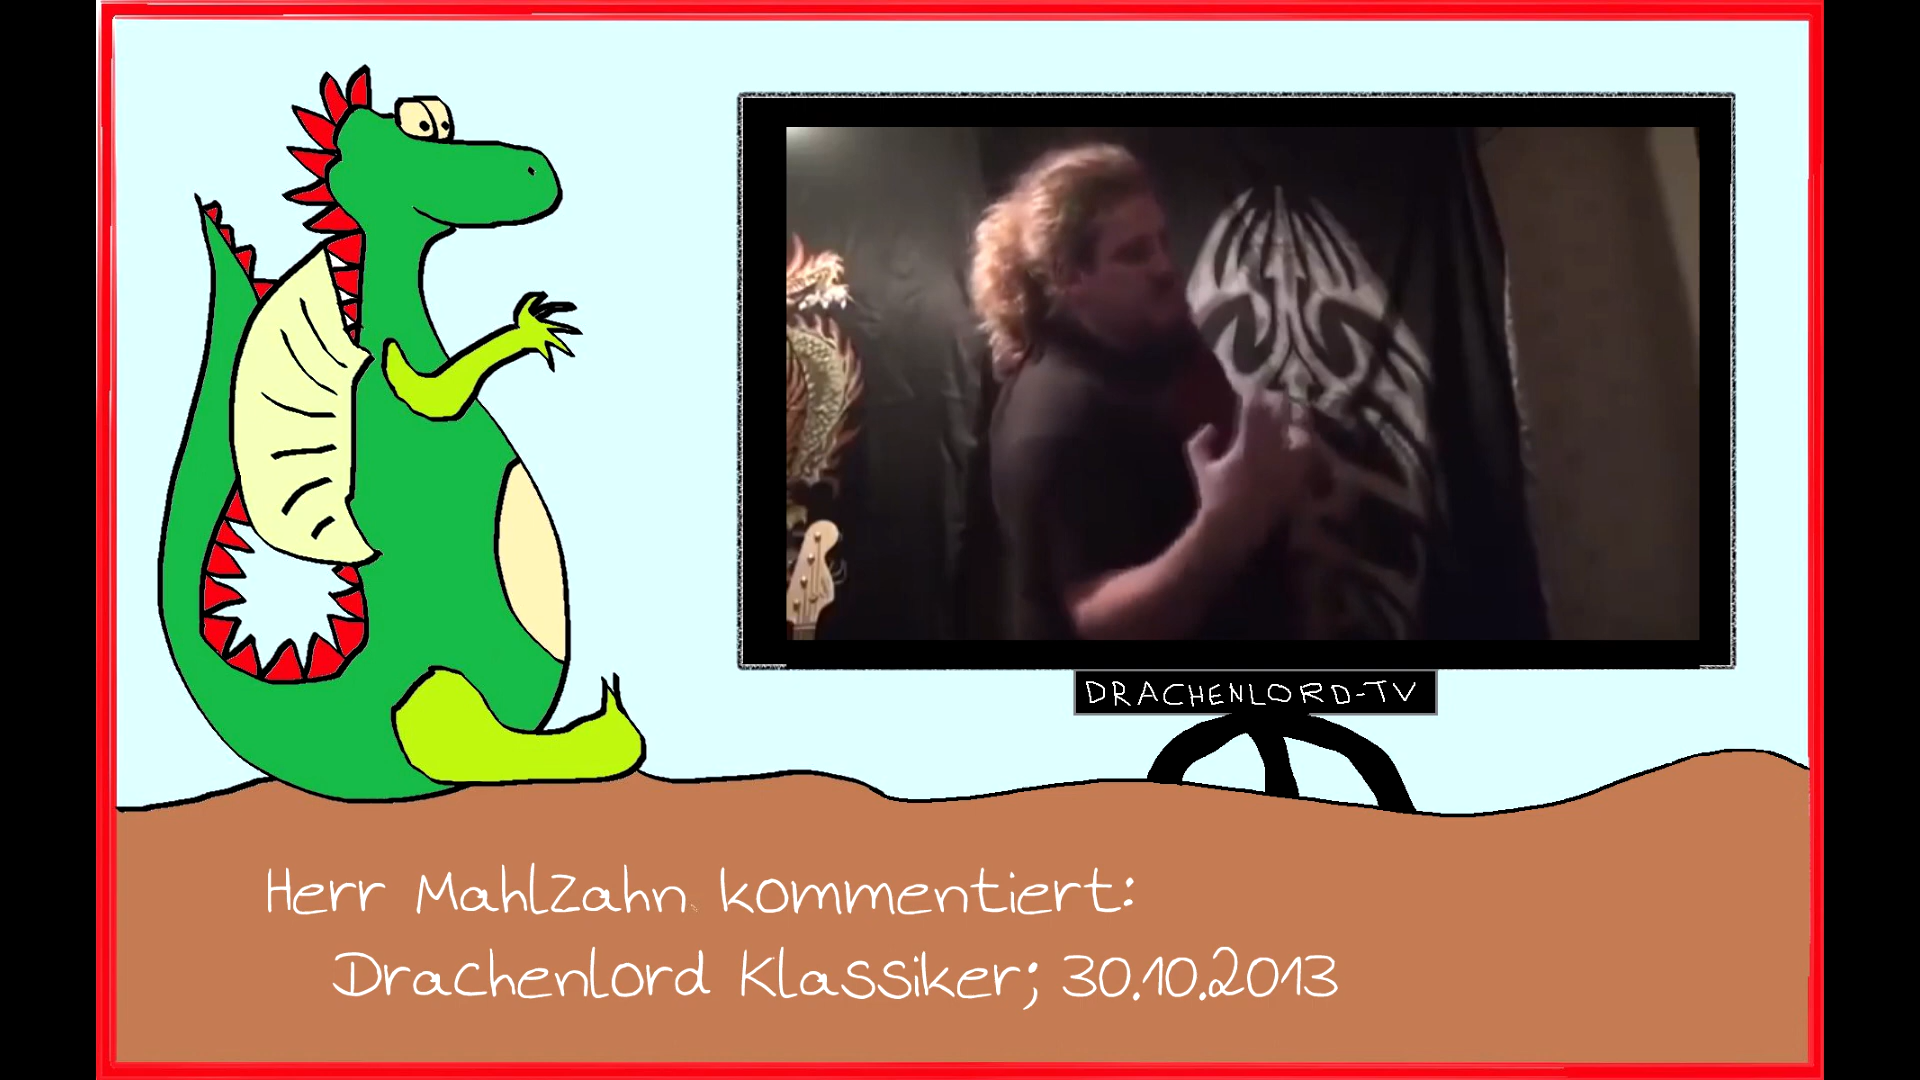 DRACHENLORD-TV
Herr Mahlzahn kommentiert:
Drachenlord Klassiker; 30.10.2013